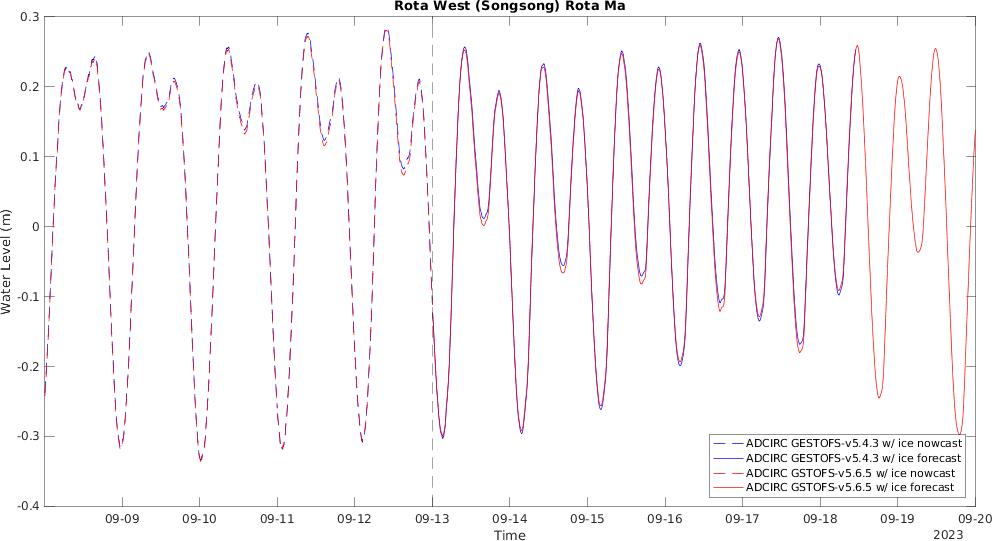 Rota West (Songsong) Rota Ma
0.3
0.2
0.1
0
-0.1
-0.2
-0.3
-0.4
Water Level (m)
09-09 09-10 09-11 09-12 09-13 09-14 09-15 09-16 09-17 09-18 09-19 09-20
Time
2023
ADCIRC GESTOFS-v5.4.3 w/ ice nowcast
ADCIRC GESTOFS-v5.4.3 w/ ice forecast
ADCIRC GSTOFS-v5.6.5 w/ ice nowcast
ADCIRC GSTOFS-v5.6.5 w/ ice forecast